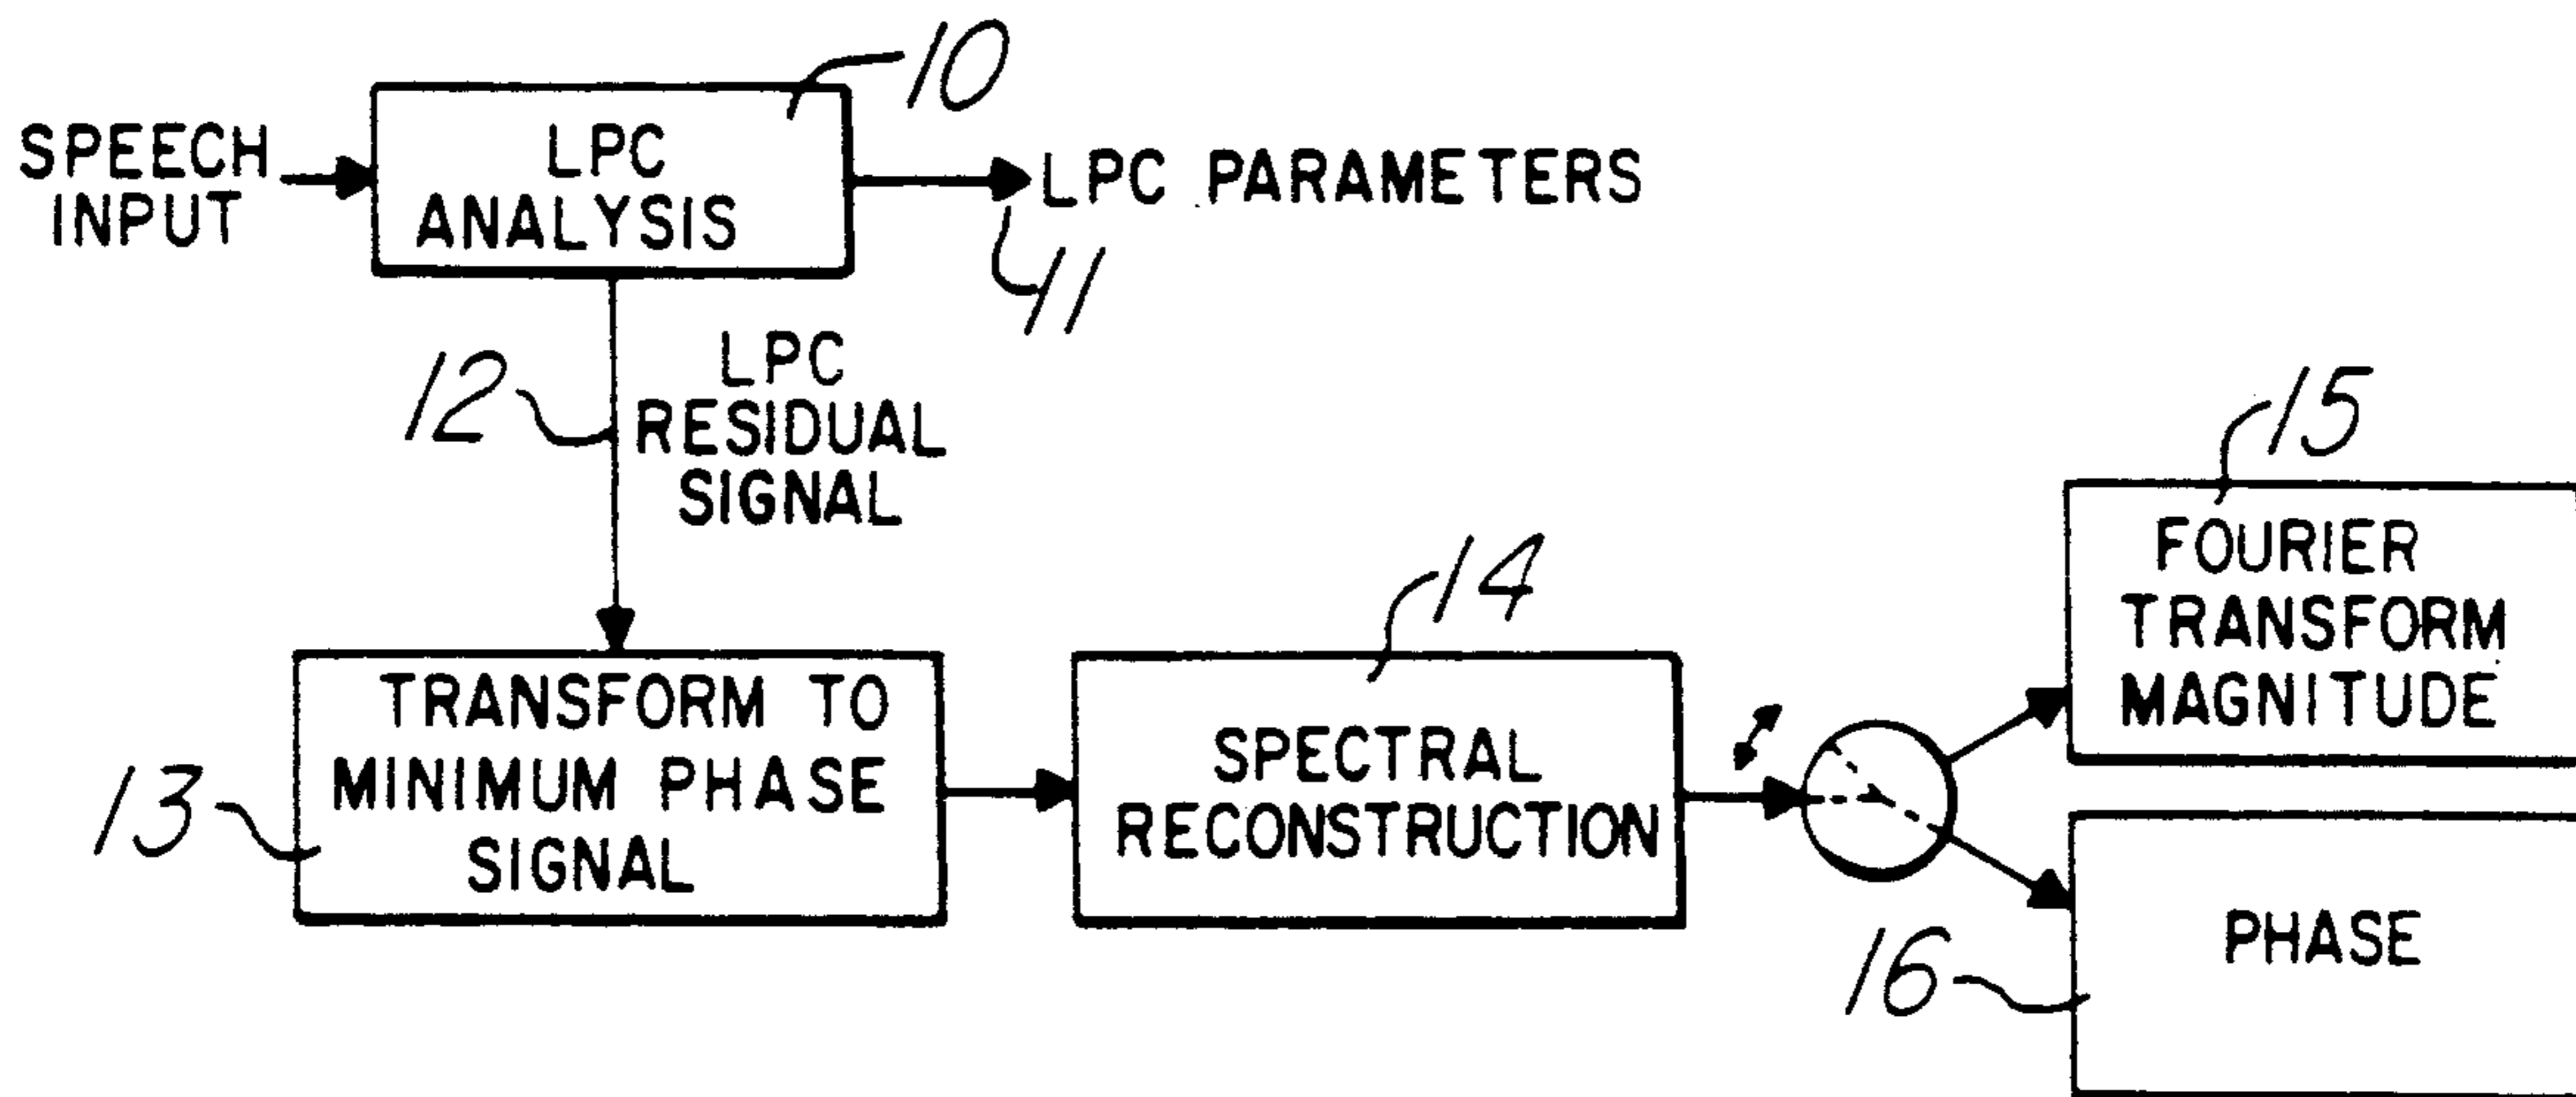 10
SPEECH
INPUT
LPC
ANALYSIS
LPC PARAMETERS
11
12
LPC
RESIDUAL
SIGNAL
15
FOURIER
TRANSFORM
MAGNITUDE
14
TRANSFORM TO
MINIMUM PHASE
SIGNAL
13
SPECTRAL
RECONSTRUCTION
16
PHASE